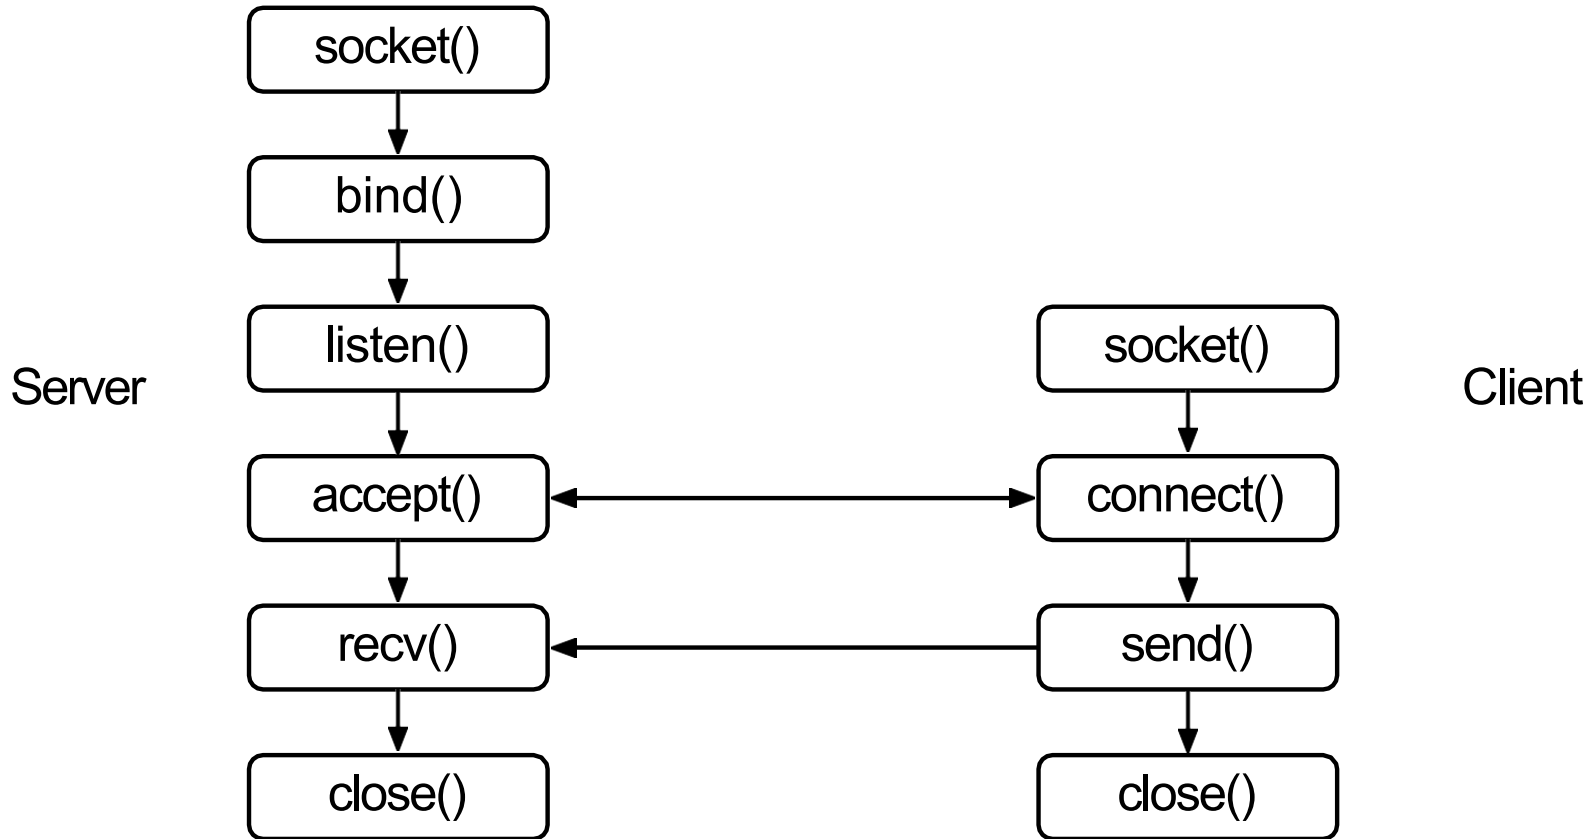 socket()
bind()
listen()
socket()
Server
Client
accept()
connect()
recv()
send()
close()
close()